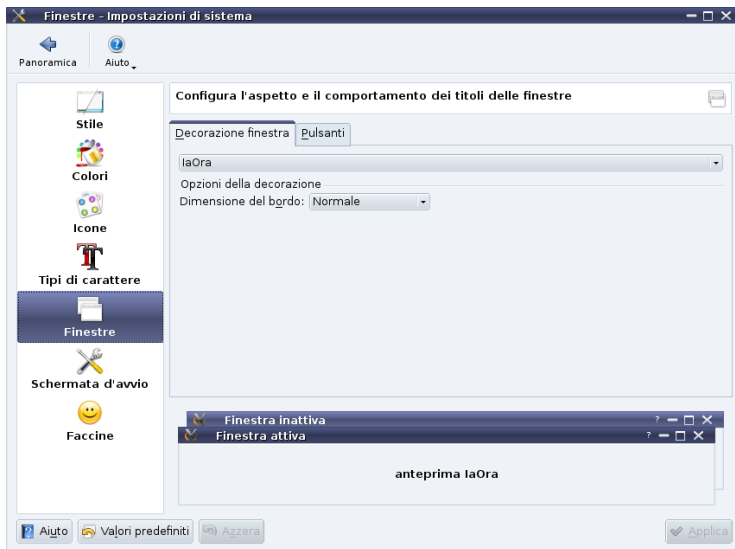 Finestre – Impostazioni di sistema
Panoramica
Aiuto
Stile
Colori
Icone
Tipi di carattere
Finestre
Schermata d'avvio
Faccine
Configura l'aspetto e il comportamento dei titoli delle finestre
Decorazione finestra
Pulsanti
IaOra
Opzioni della decorazione
Dimensione del bordo: Normale
Finestra inattiva
Finestra attiva
anteprima IaOra
Aiuto
Valori predefiniti
Azzera
Applica